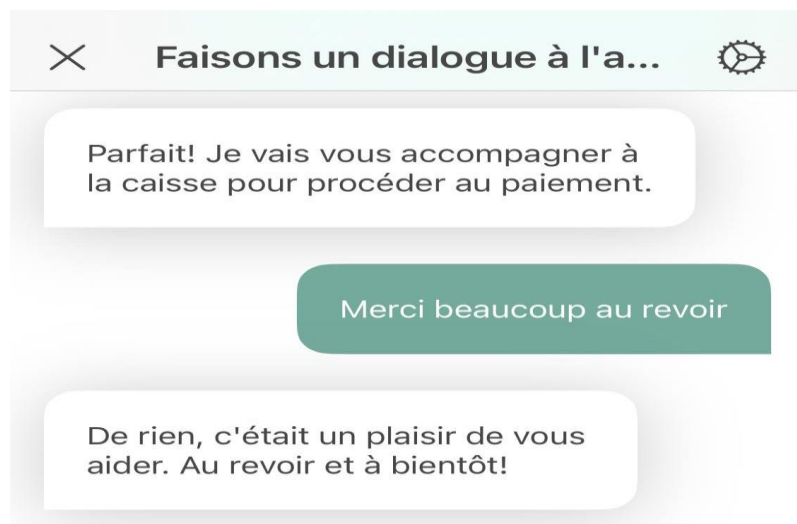 Faisons un dialogue à l'a...
Parfait! Je vais vous accompagner à
la caisse pour procéder au paiement.
Merci beaucoup au revoir
De rien, c'était un plaisir de vous
aider. Au revoir et à bientôt!